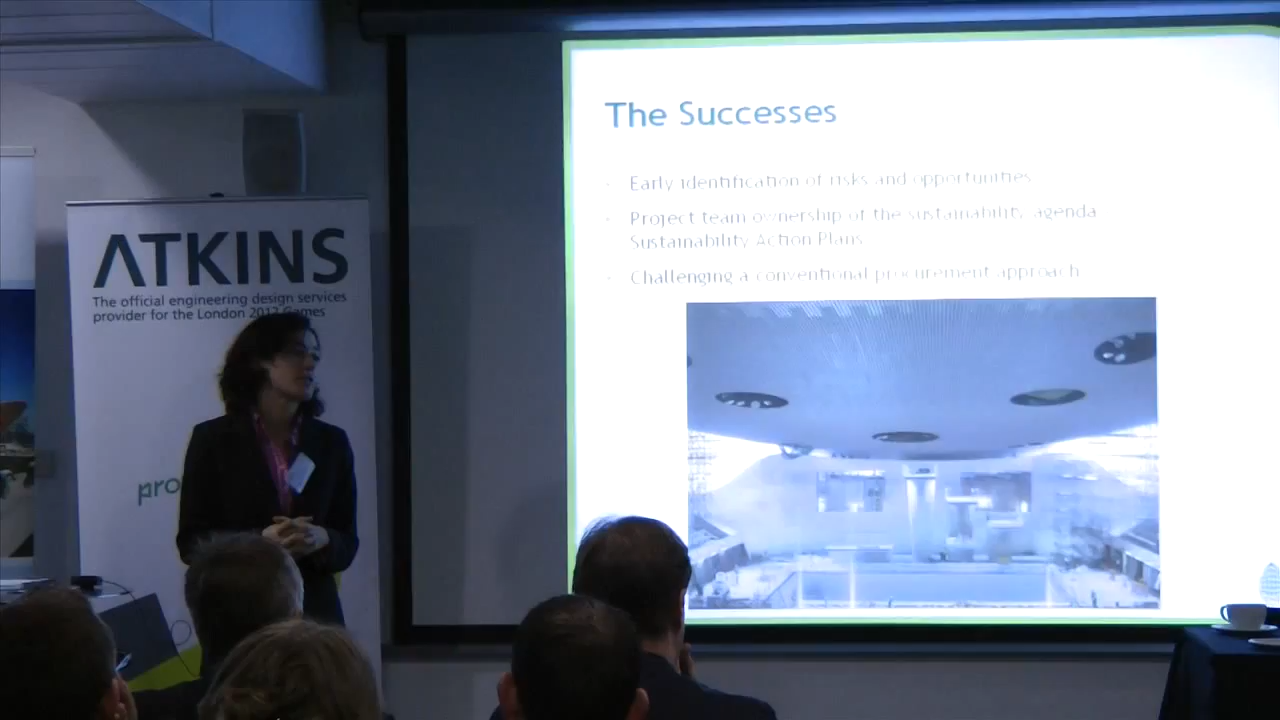 ATKINS
The official engineering design services
provider for the London 2012 Games
pro
The Successes
Early identification of risks and opportunities
Project team ownership of the sustainability agenda
Sustainability Action Plans
Challenging a conventional procurement approach